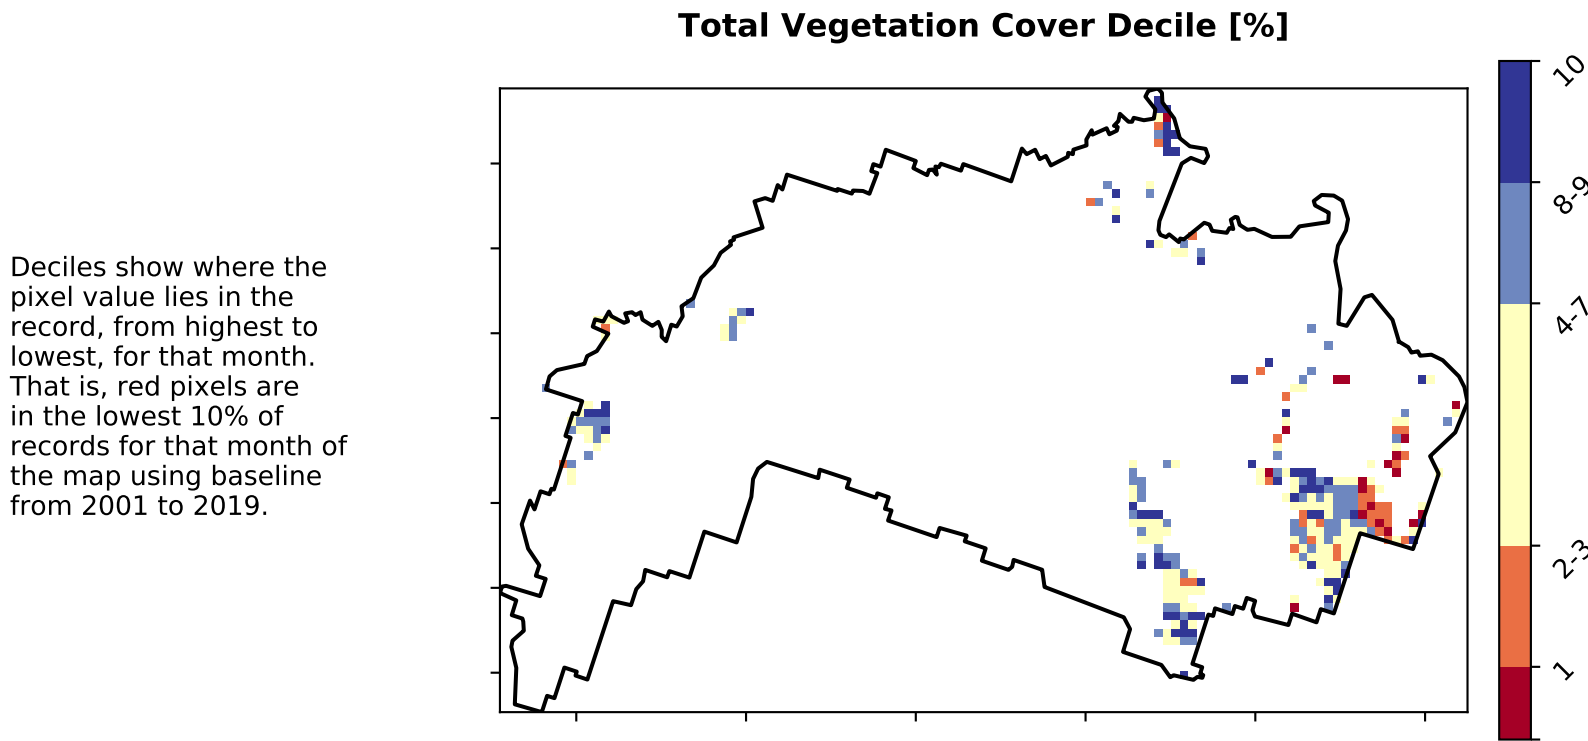 Total Vegetation Cover Decile [%]
Deciles show where the
pixel value lies in the
record, from highest to
lowest, for that month.
That is, red pixels are
in the lowest 10% of
records for that month of
the map using baseline
from 2001 to 2019.
10
8-9
4-7
2-3
1